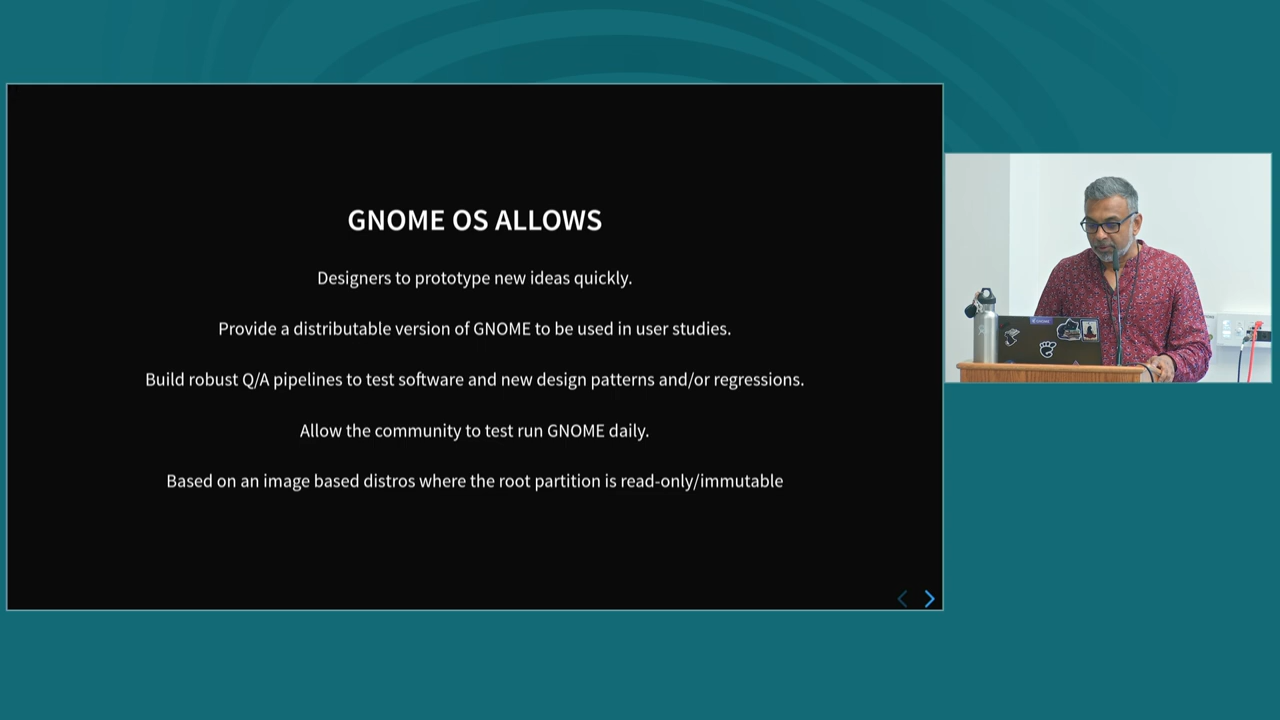 GNOME OS ALLOWS
Designers to prototype new ideas quickly.
Provide a distributable version of GNOME to be used in user studies.
Build robust Q/A pipelines to test software and new design patterns and/or regressions.
Allow the community to test run GNOME daily.
Based on an image based distros where the root partition is read-only/immutable